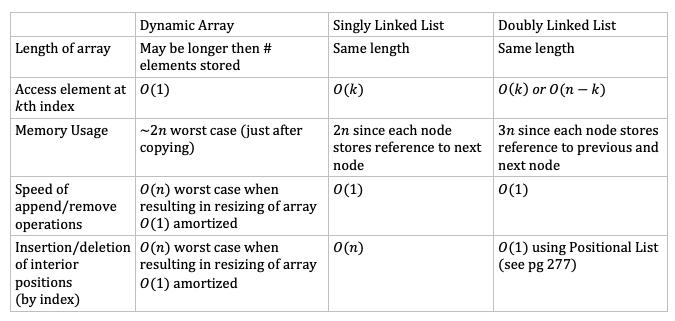 Dynamic Array Singly Linked List Doubly Linked List
Length of array May be longer then # Same length Same length
elements stored
Access element at O(1) O(k) O(k) or O(n − k)
kth index
Memory Usage ~2n worst case (just after 2n since each node 3n since each node stores
copying) stores reference to next reference to previous and
node next node
Speed of O(n) worst case when O(1) O(1)
append/remove resulting in resizing of array
operations O(1) amortized
Insertion/deletion O(n) worst case when O(n) O(1) using Positional List
of interior resulting in resizing of array (see pg 277)
positions O(1) amortized
(by index)